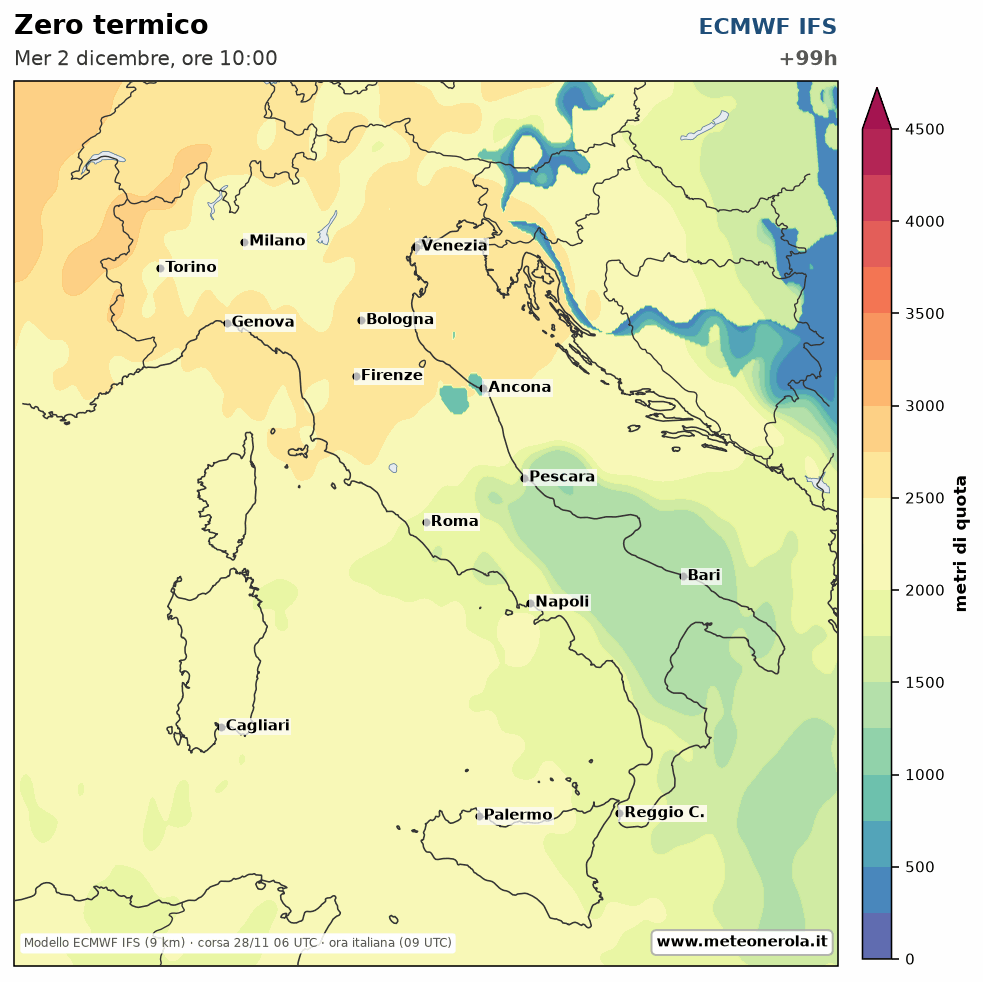 Zero termico
ECMWF IFS
Mer 2 dicembre, ore 10:00
+99h
Milano
Venezia
Torino
Genova
Bologna
Firenze
Ancona
Pescara
Roma
Bari
Napoli
Cagliari
Palermo
Reggio C.
4500
4000
3500
3000
2500
2000
1500
1000
500
0
metri di quota
Modello ECMWF IFS (9 km) · corsa 28/11 06 UTC · ora italiana (09 UTC)
www.meteonerola.it